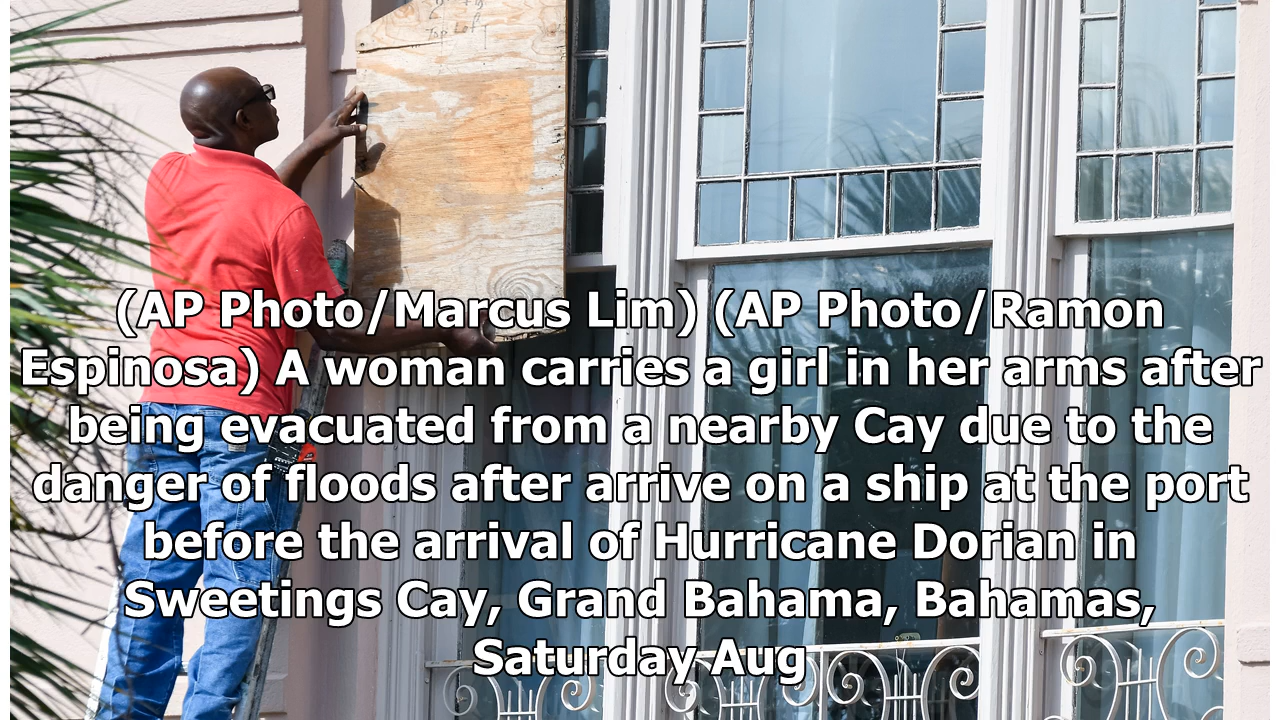 Top Left
(AP Photo/Marcus Lim) (AP Photo/Ramon
Espinosa) A woman carries a girl in her arms after
being evacuated from a nearby Cay due to the
danger of floods after arrive on a ship at the port
before the arrival of Hurricane Dorian in
Sweetings Cay, Grand Bahama, Bahamas,
Saturday Aug